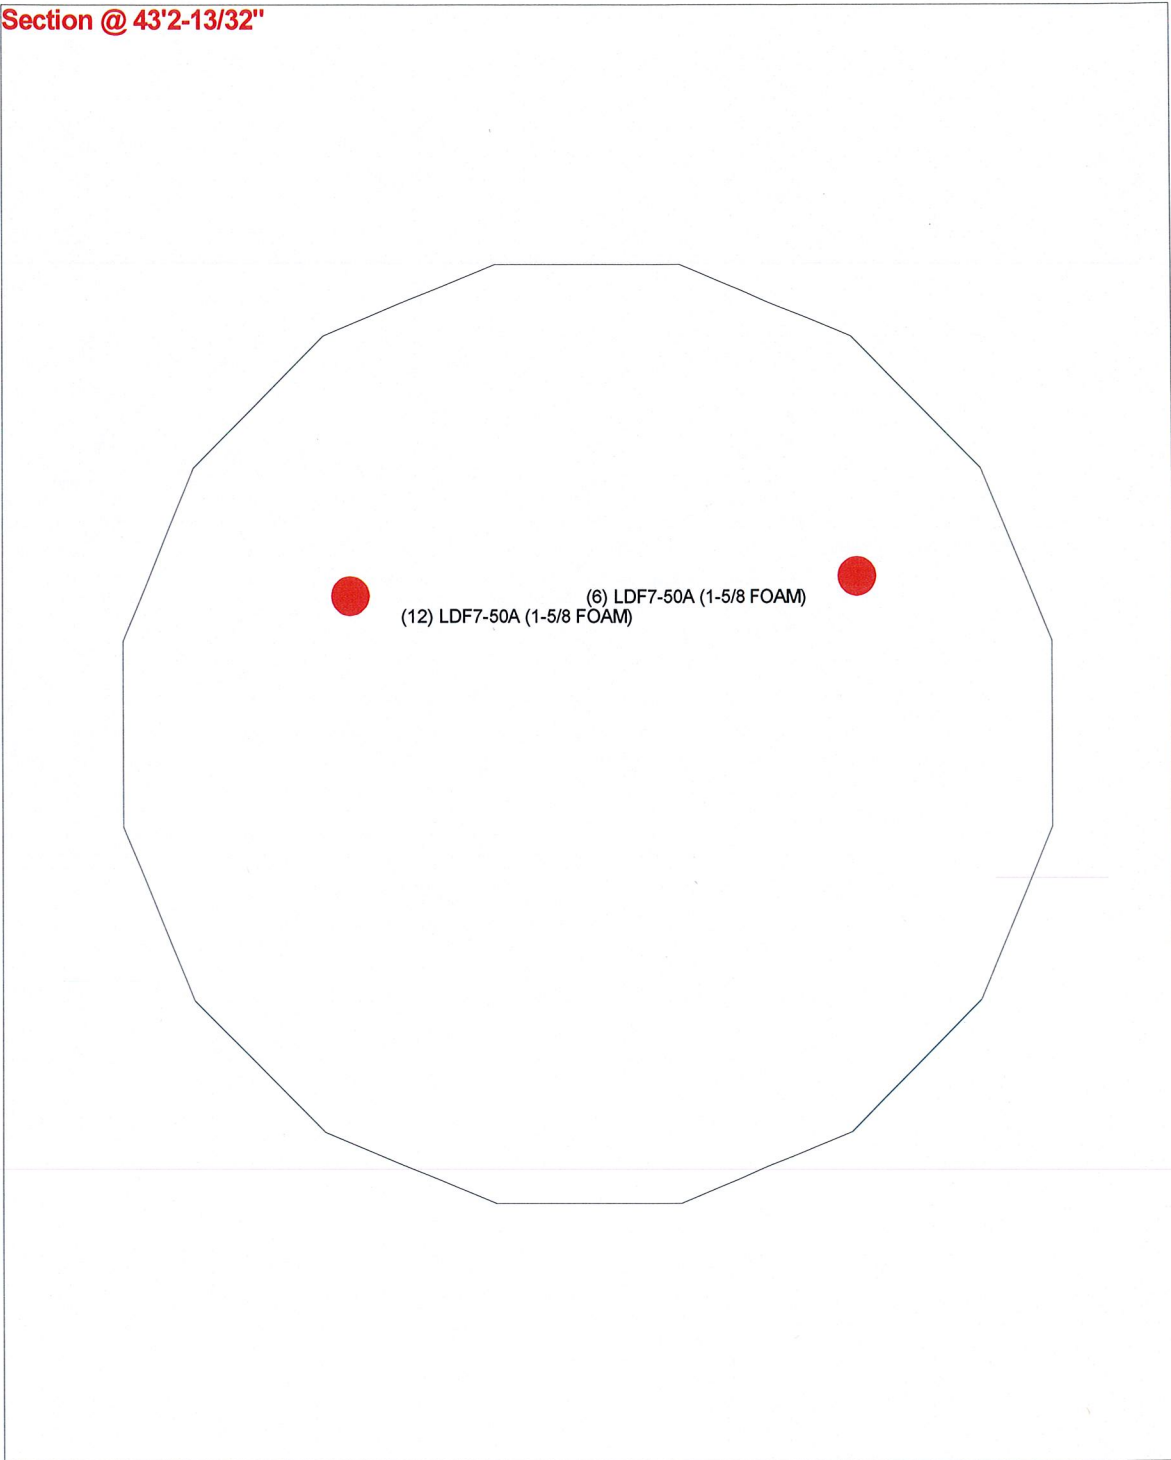 Section @ 43'2-13/32"
(6) LDF7-50A (1-5/8 FOAM)
(12) LDF7-50A (1-5/8 FOAM)